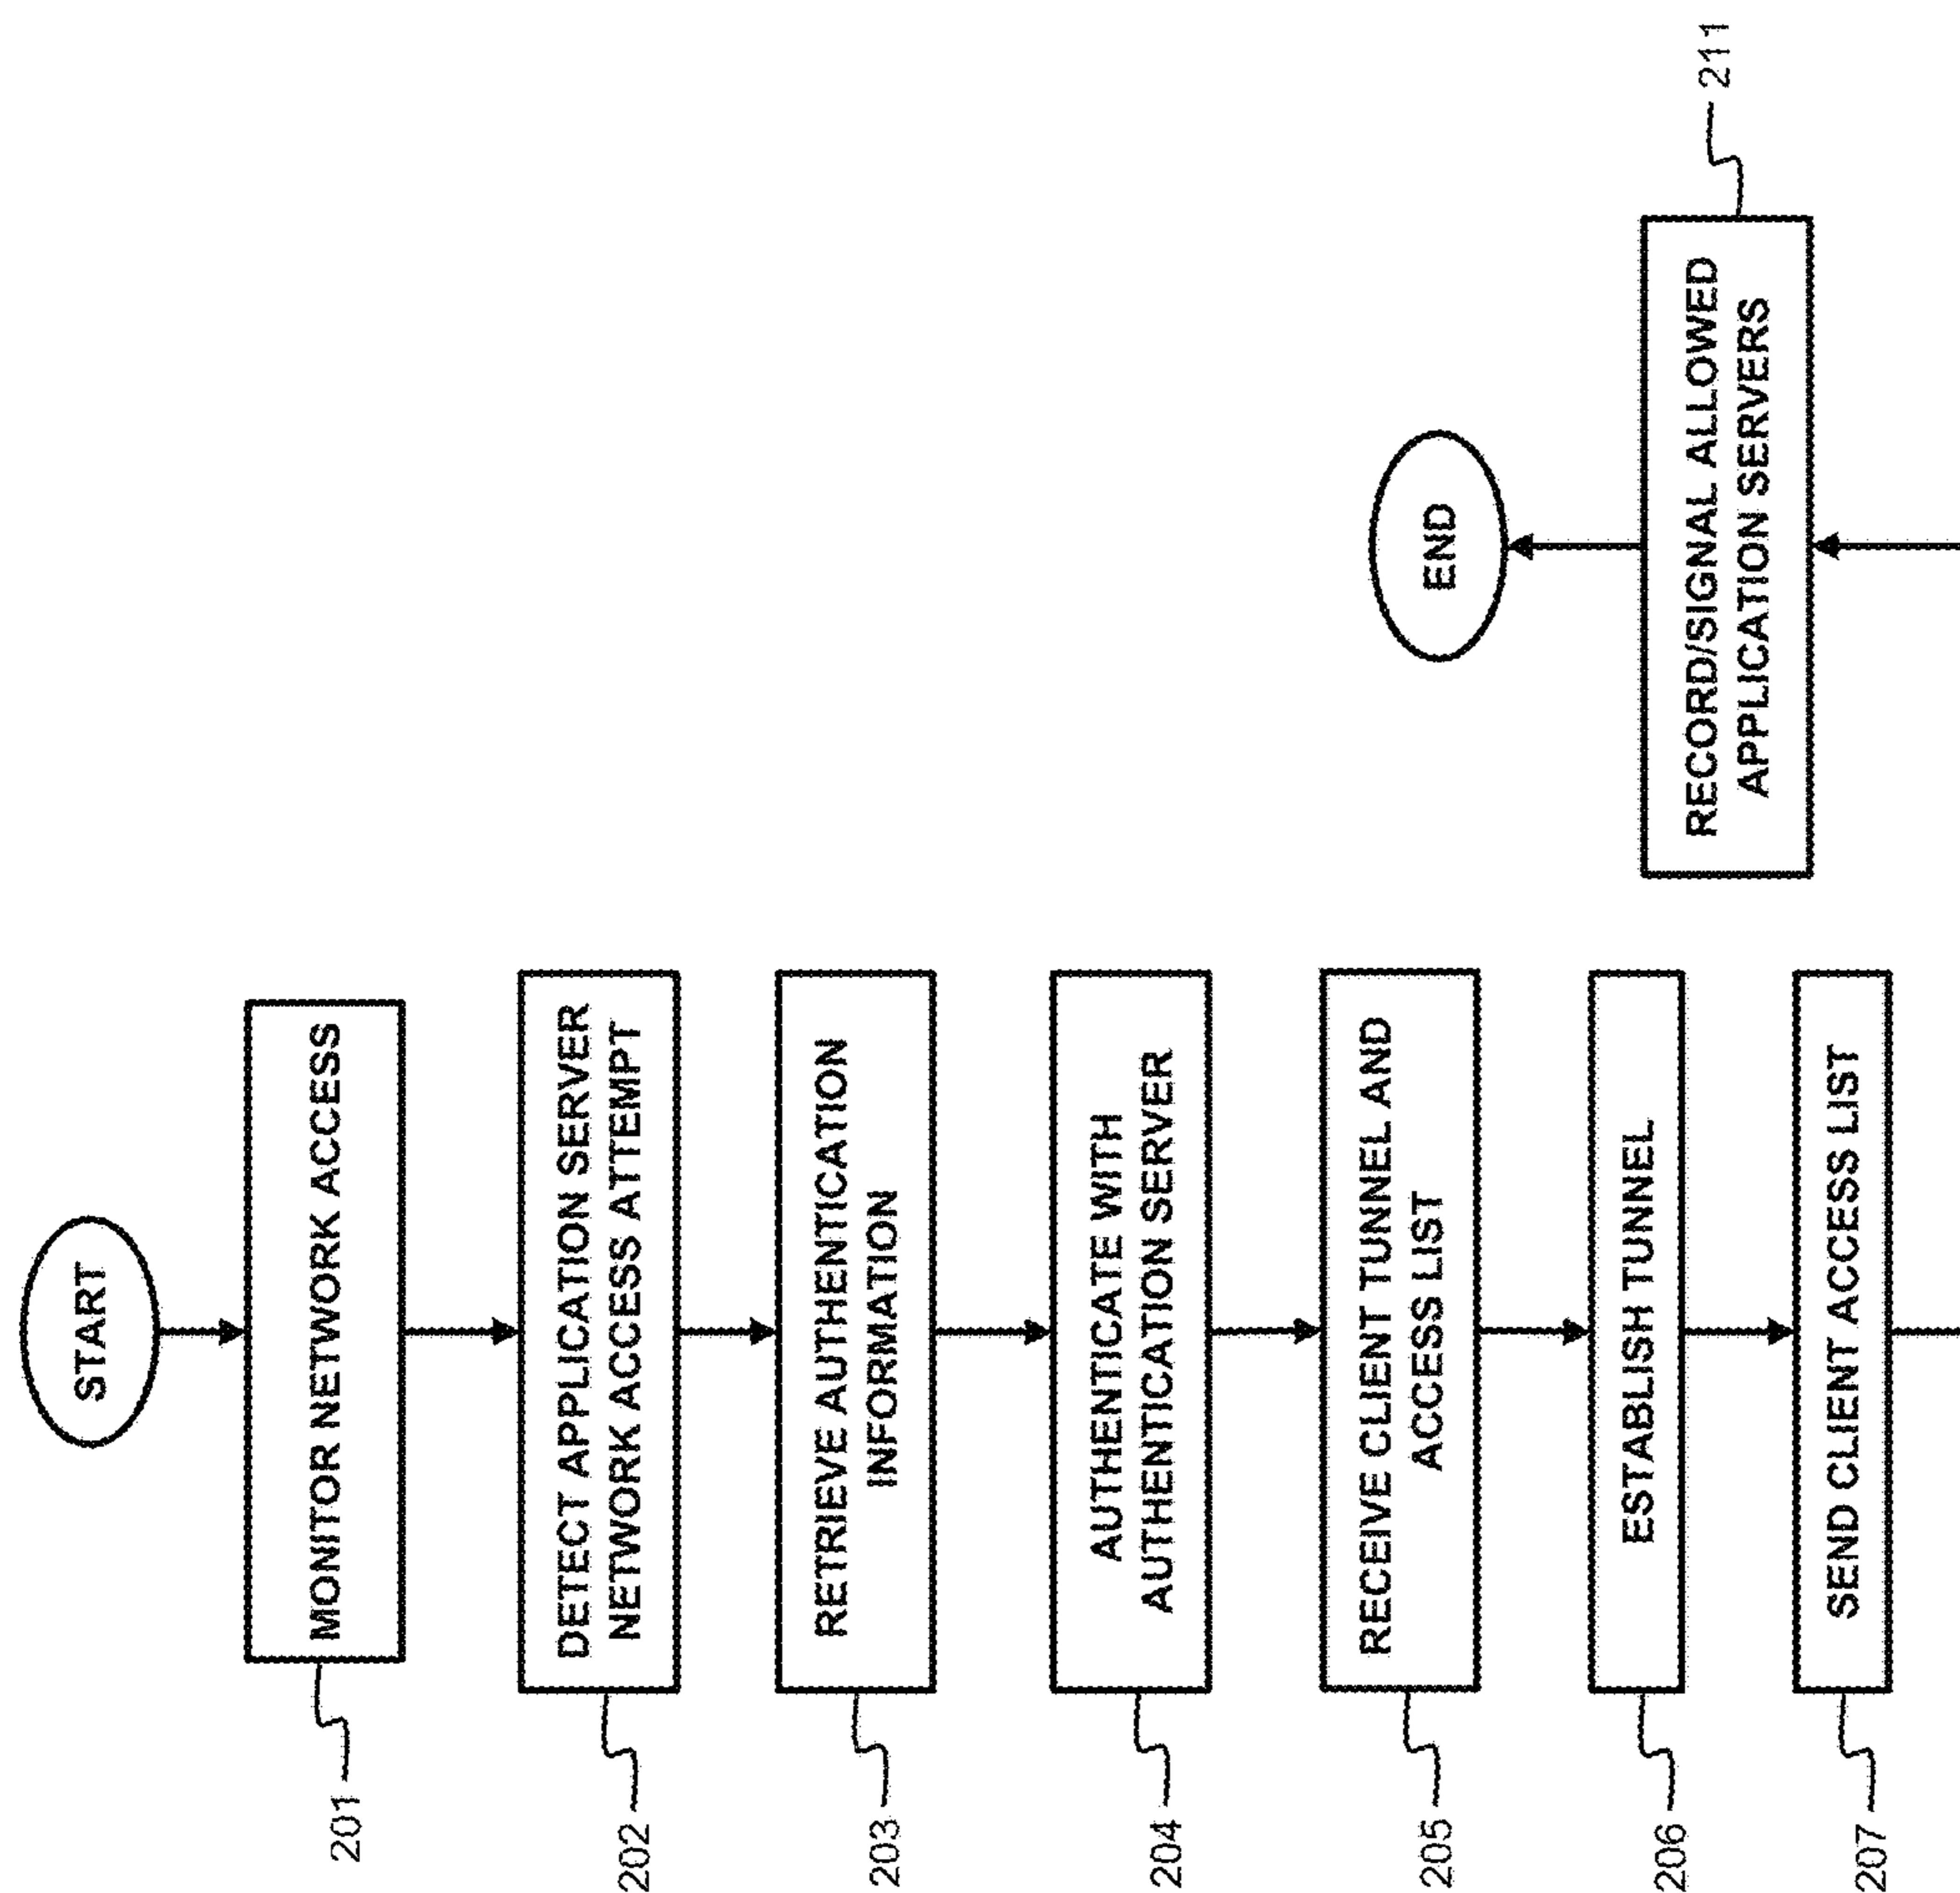 START
MONITOR NETWORK ACCESS
201
DETECT APPLICATION SERVER
NETWORK ACCESS ATTEMPT
202
RETRIEVE AUTHENTICATION
INFORMATION
203
AUTHENTICATE WITH
AUTHENTICATION SERVER
204
RECEIVE CLIENT TUNNEL AND
ACCESS LIST
205
ESTABLISH TUNNEL
206
SEND CLIENT ACCESS LIST
207
END
RECORD/SIGNAL ALLOWED
APPLICATION SERVERS
211